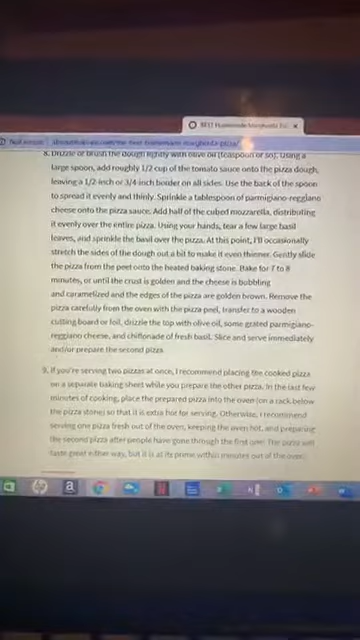 BEST Homemade Margherita
Not secure
8. Drizzle or brush the dough lightly with olive oil (teaspoon or so). Using a
large spoon, add roughly 1/2 cup of the tomato sauce onto the pizza dough,
leaving a 1/2-inch or 3/4-inch border on all sides. Use the back of the spoon
to spread it evenly and thinly. Sprinkle a tablespoon of parmigiano-reggiano
cheese onto the pizza sauce. Add half of the cubed mozzarella, distributing
it evenly over the entire pizza. Using your hands, tear a few large basil
leaves, and sprinkle the basil over the pizza. At this point, I'll occasionally
stretch the sides of the dough out a bit to make it even thinner. Gently slide
the pizza from the peel onto the heated baking stone. Bake for 7 to 8
minutes, or until the crust is golden and the cheese is bubbling
and caramelized and the edges of the pizza are golden brown. Remove the
pizza carefully from the oven with the pizza peel, transfer to a wooden
cutting board or foil, drizzle the top with olive oil, some grated parmigiano-
reggiano cheese, and chiffonade of fresh basil. Slice and serve immediately
and/or prepare the second pizza.
9. If you're serving two pizzas at once, I recommend placing the cooked pizza
on a separate baking sheet while you prepare the other pizza. In the last few
minutes of cooking, place the prepared pizza into the oven (on a rack below
the pizza stone) so that it is extra hot for serving. Otherwise, I recommend
serving one pizza fresh out of the oven, keeping the oven hot, and preparing
the second pizza after people have gone through the first one! The pizza will
taste great either way, but it is at its prime within minutes out of the oven.
hp
a
N